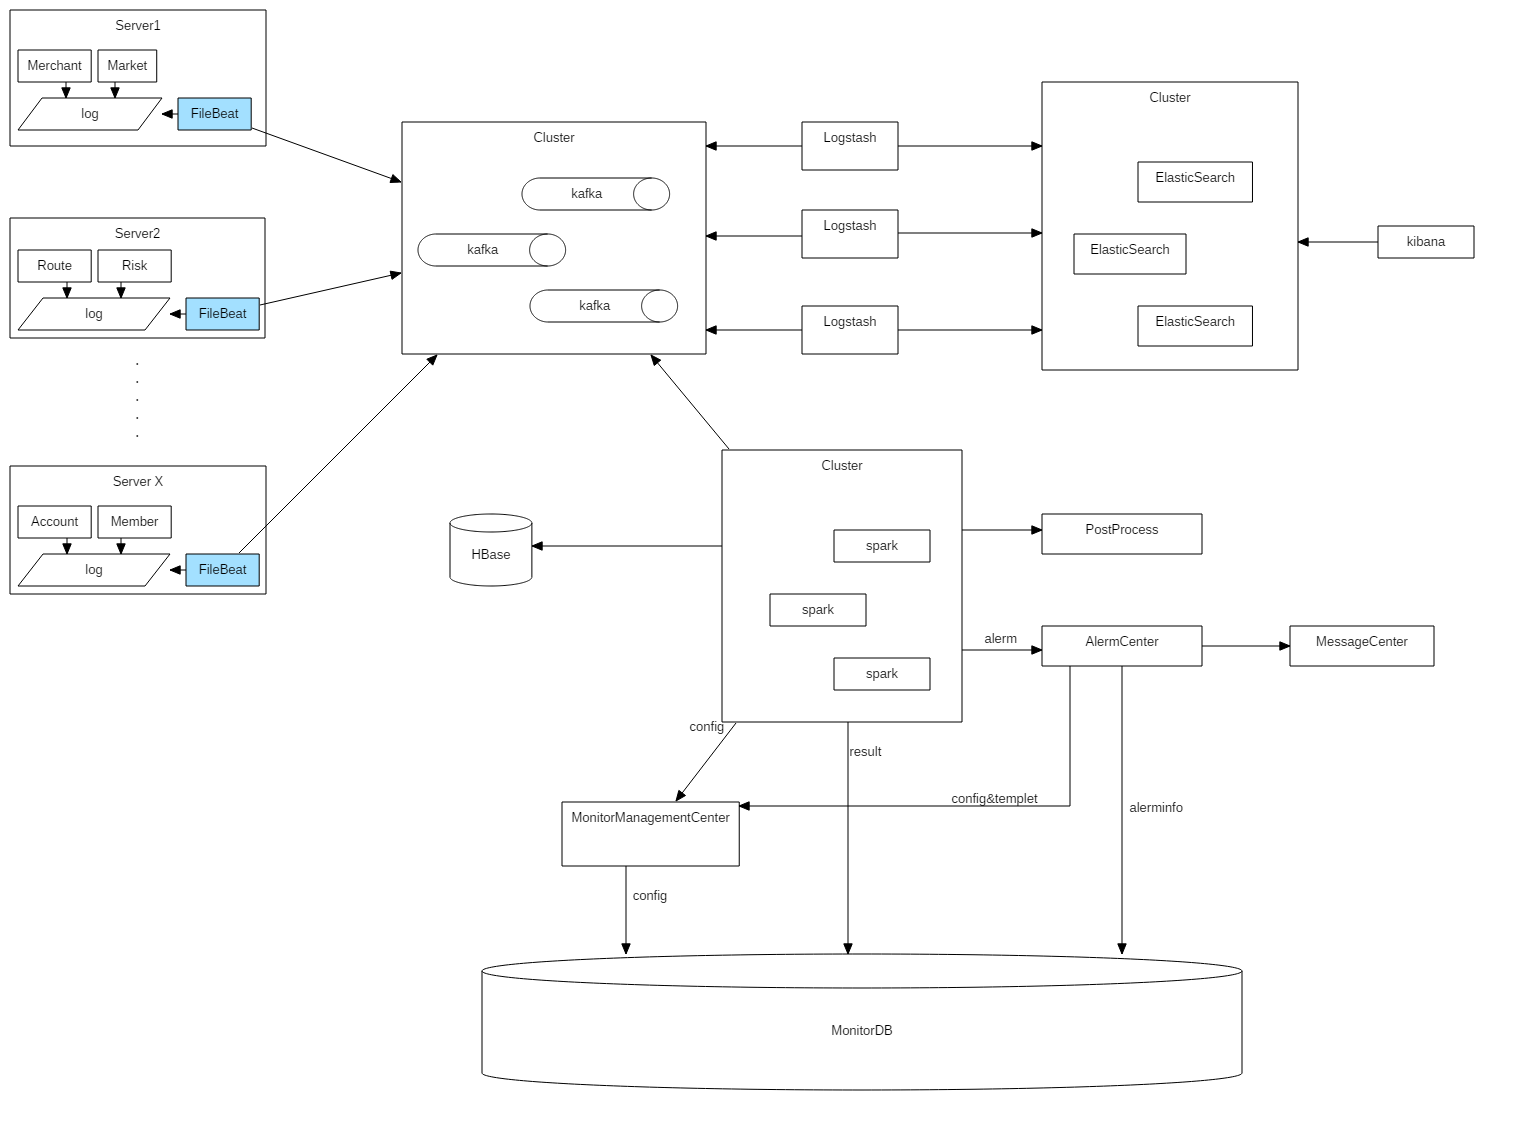 Server1
Merchant
Market
log
FileBeat
Server2
Route
Risk
log
FileBeat
Server X
Account
Member
log
FileBeat
Cluster
kafka
kafka
kafka
Logstash
Logstash
Logstash
Cluster
ElasticSearch
ElasticSearch
ElasticSearch
kibana
Cluster
spark
spark
spark
HBase
PostProcess
alerm
AlermCenter
MessageCenter
config
result
config&templet
alerminfo
MonitorManagementCenter
config
MonitorDB